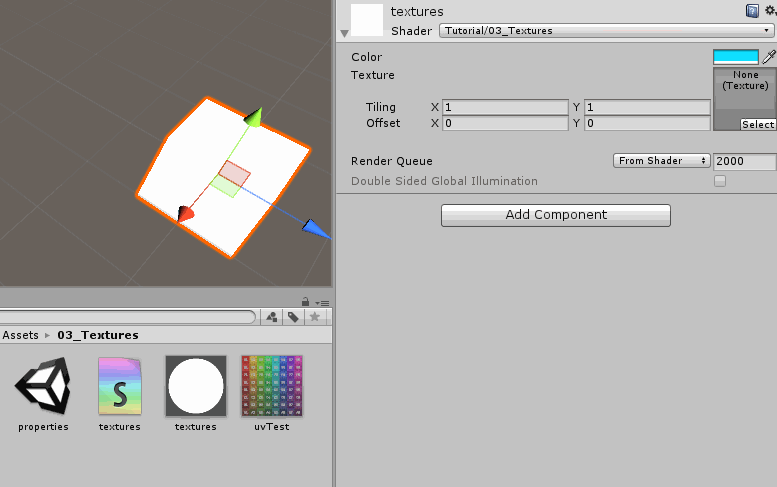 textures
Shader Tutorial/03_Textures
Color
Texture
None
(Texture)
Tiling X 1 Y 1
Offset X 0 Y 0
Select
Render Queue From Shader 2000
Double Sided Global Illumination
Add Component
Assets ▸ 03_Textures
S
properties textures textures uvTest